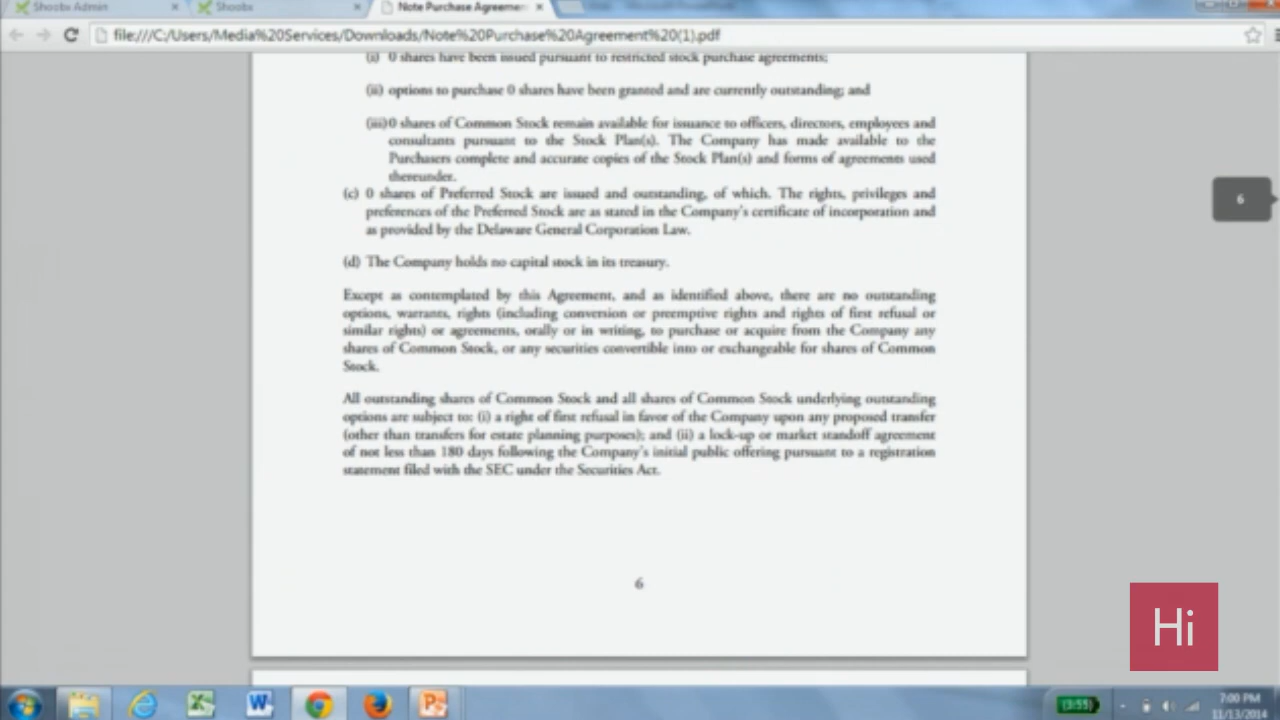 Shoobx Admin
Shoobx
Note Purchase Agreemen
file:///C:/Users/Media%20Services/Downloads/Note%20Purchase%20Agreement%20(1).pdf
(i) 0 shares have been issued pursuant to restricted stock purchase agreements;
(ii) options to purchase 0 shares have been granted and are currently outstanding; and
(iii)0 shares of Common Stock remain available for issuance to officers, directors, employees and
consultants pursuant to the Stock Plan(s). The Company has made available to the
Purchasers complete and accurate copies of the Stock Plan(s) and forms of agreements used
thereunder.
(c) 0 shares of Preferred Stock are issued and outstanding, of which. The rights, privileges and
preferences of the Preferred Stock are as stated in the Company's certificate of incorporation and
as provided by the Delaware General Corporation Law.
(d) The Company holds no capital stock in its treasury.
Except as contemplated by this Agreement, and as identified above, there are no outstanding
options, warrants, rights (including conversion or preemptive rights and rights of first refusal or
similar rights) or agreements, orally or in writing, to purchase or acquire from the Company any
shares of Common Stock, or any securities convertible into or exchangeable for shares of Common
Stock.
All outstanding shares of Common Stock and all shares of Common Stock underlying outstanding
options are subject to: (i) a right of first refusal in favor of the Company upon any proposed transfer
(other than transfers for estate planning purposes); and (ii) a lock-up or market standoff agreement
of not less than 180 days following the Company's initial public offering pursuant to a registration
statement filed with the SEC under the Securities Act.
6
6
Hi
(3:55)
7:00 PM
11/13/2014